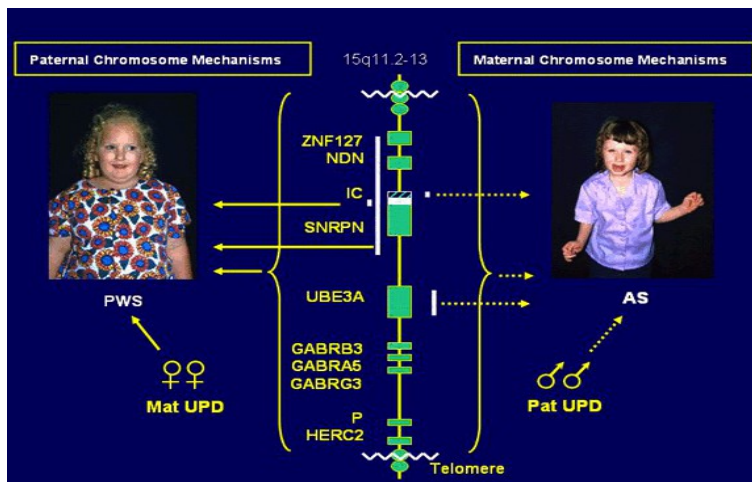 Paternal Chromosome Mechanisms
15q11.2-13
Maternal Chromosome Mechanisms
ZNF127
NDN
IC
SNRPN
UBE3A
PWS
AS
GABRB3
GABRA5
GABRG3
Mat UPD
Pat UPD
P
HERC2
Telomere